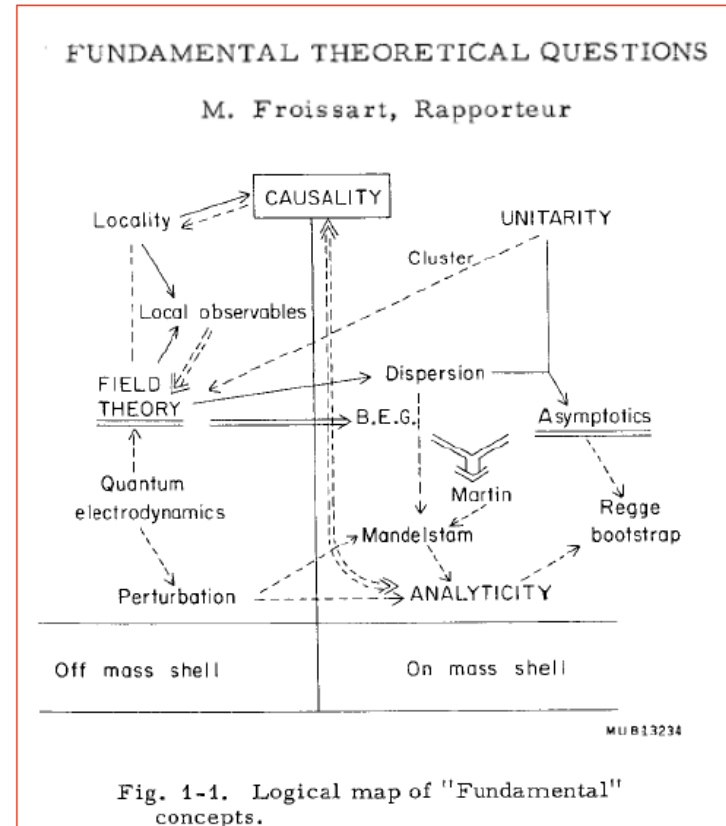 FUNDAMENTAL THEORETICAL QUESTIONS
M. Froissart, Rapporteur
CAUSALITY
Locality
UNITARITY
Cluster
Local observables
FIELD
THEORY
Dispersion
B.E.G.
Asymptotics
Quantum
electrodynamics
Martin
Regge
bootstrap
Mandelstam
Perturbation
ANALYTICITY
Off mass shell
On mass shell
MUB13234
Fig. 1-1. Logical map of "Fundamental"
concepts.